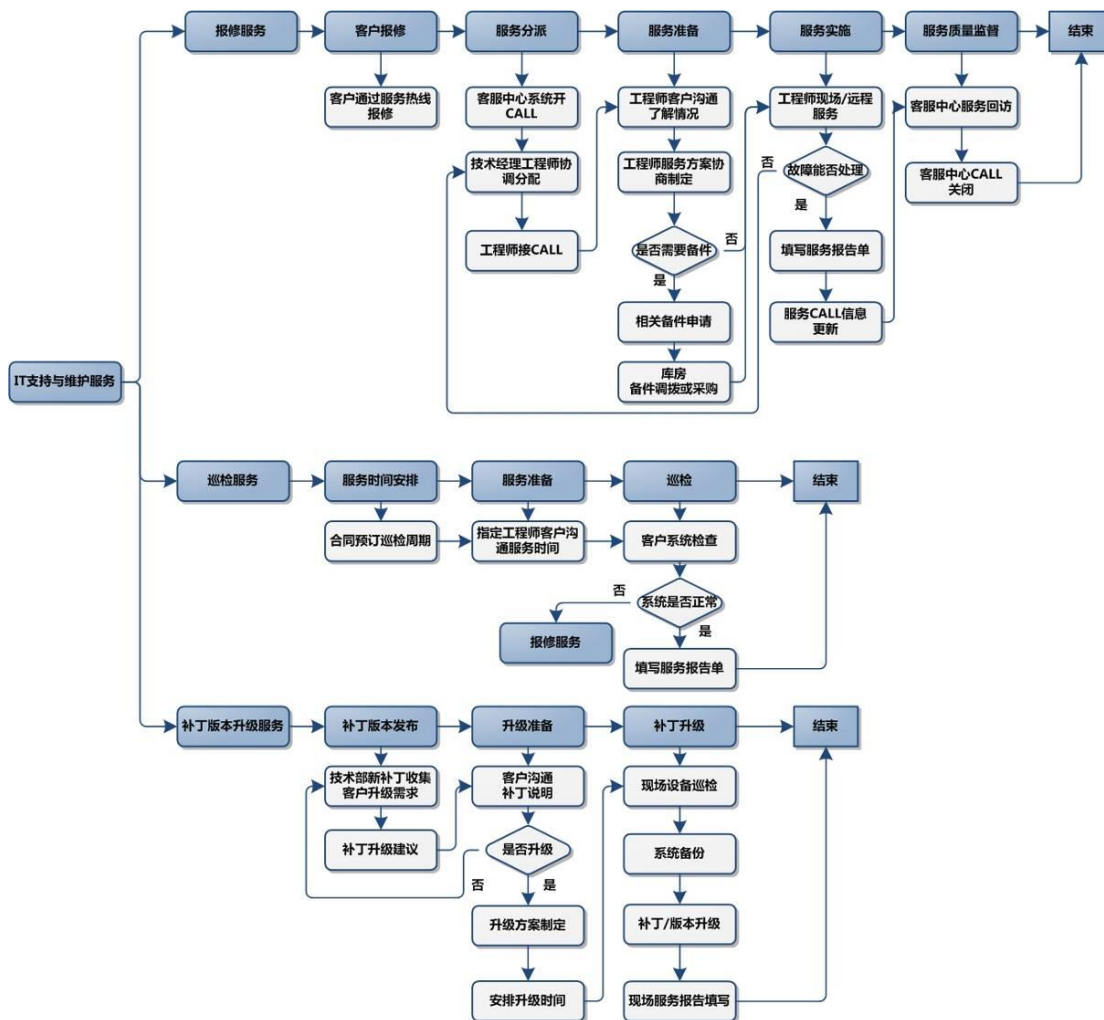 报修服务
客户报修
服务分派
服务准备
服务实施
服务质量监督
结束
客户通过服务热线
报修
客服中心系统开
CALL
技术经理工程师协
调分配
工程师接CALL
工程师客户沟通
了解情况
工程师服务方案协
商制定
是否需要备件
否
是
相关备件申请
库房
备件调拨或采购
工程师现场/远程
服务
故障能否处理
否
是
填写服务报告单
服务CALL信息
更新
客服中心服务回访
客服中心CALL
关闭
IT支持与维护服务
巡检服务
服务时间安排
服务准备
巡检
结束
合同预订巡检周期
指定工程师客户沟
通服务时间
客户系统检查
系统是否正常
否
是
报修服务
填写服务报告单
补丁版本升级服务
补丁版本发布
升级准备
补丁升级
结束
技术部新补丁收集
客户升级需求
补丁升级建议
客户沟通
补丁说明
是否升级
否
是
升级方案制定
安排升级时间
现场设备巡检
系统备份
补丁/版本升级
现场服务报告填写